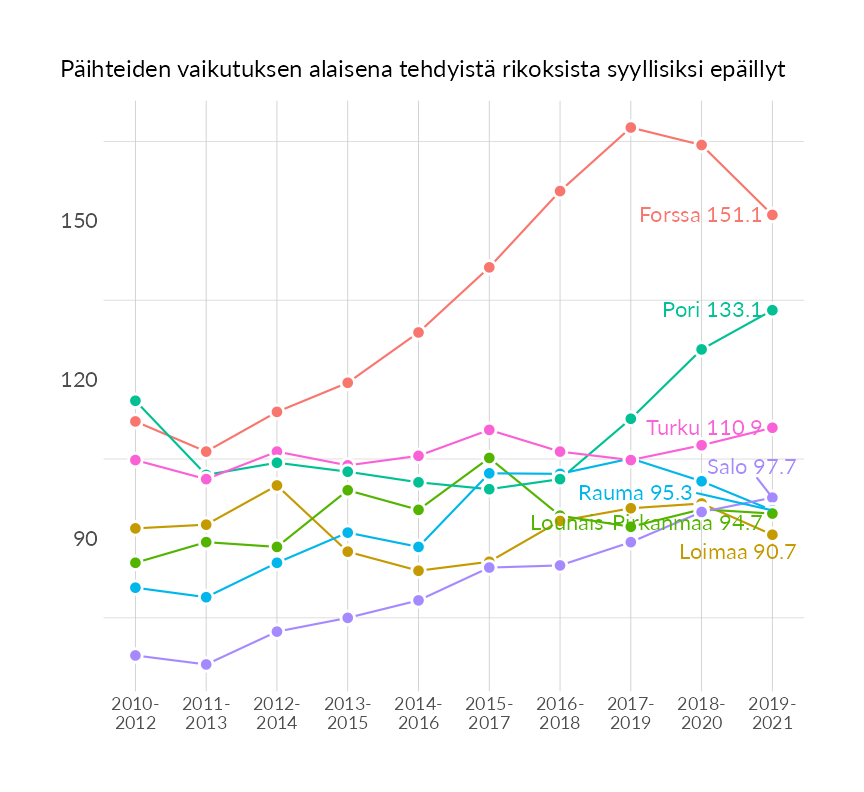 Päihteiden vaikutuksen alaisena tehdyistä rikoksista syyllisiksi epäillyt
150
120
90
Forssa 151.1
Pori 133.1
Turku 110.9
Salo 97.7
Rauma 95.3
Lounais-Pirkanmaa 94.7
Loimaa 90.7
2010-
2012
2011-
2013
2012-
2014
2013-
2015
2014-
2016
2015-
2017
2016-
2018
2017-
2019
2018-
2020
2019-
2021